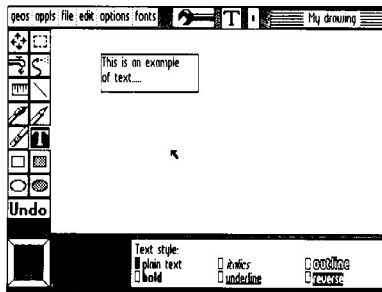 geos appls file edit options fonts T My drawing
This is an example
of text.....
Undo
Text style:
plain text italics outline
bold underline reverse